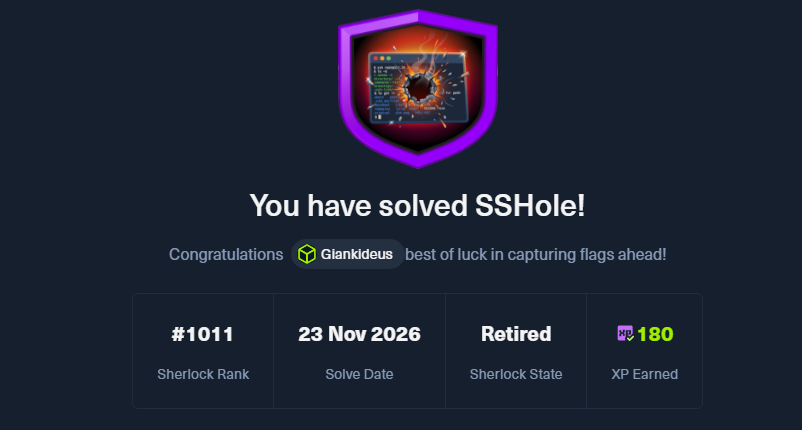 You have solved SSHole!
Congratulations Giankideus best of luck in capturing flags ahead!
#1011 23 Nov 2026 Retired XP 180
Sherlock Rank Solve Date Sherlock State XP Earned